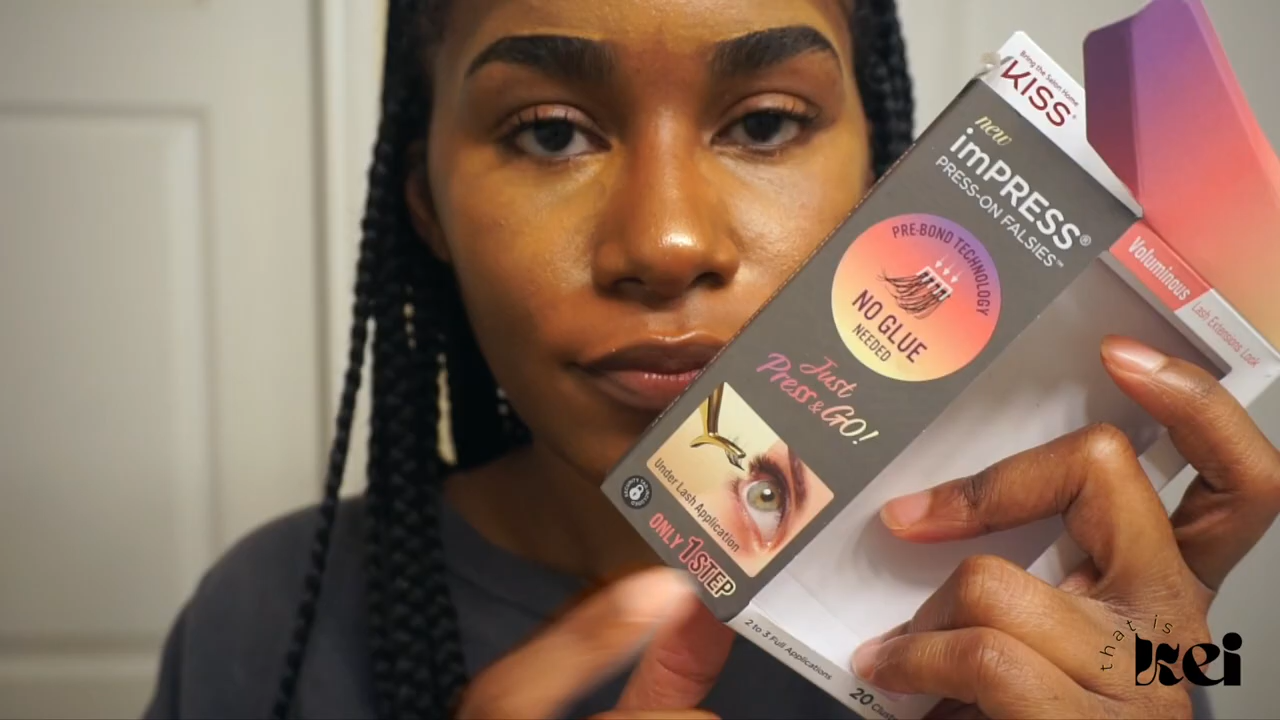 Bring the Salon Home
KISS
new
imPRESS®
PRESS-ON FALSIES™
PRE-BOND TECHNOLOGY
NO GLUE
NEEDED
Just
Press & GO!
Under Lash Application
ONLY 1 STEP
Voluminous
Lash Extensions Look
2 to 3 Full Applications
20
that is
kei